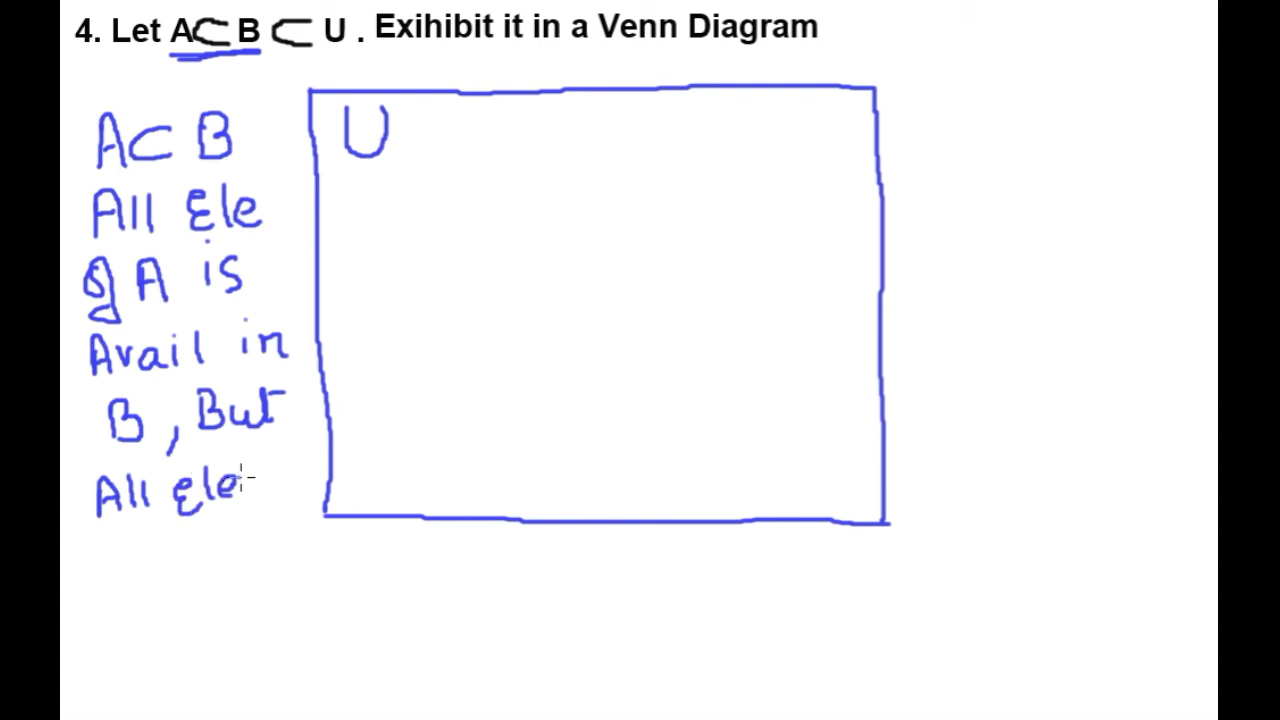 4. Let A⊂ B ⊂ U . Exihibit it in a Venn Diagram
U
A⊂ B
All Ele
of A is
Avail in
B, But
All Ele